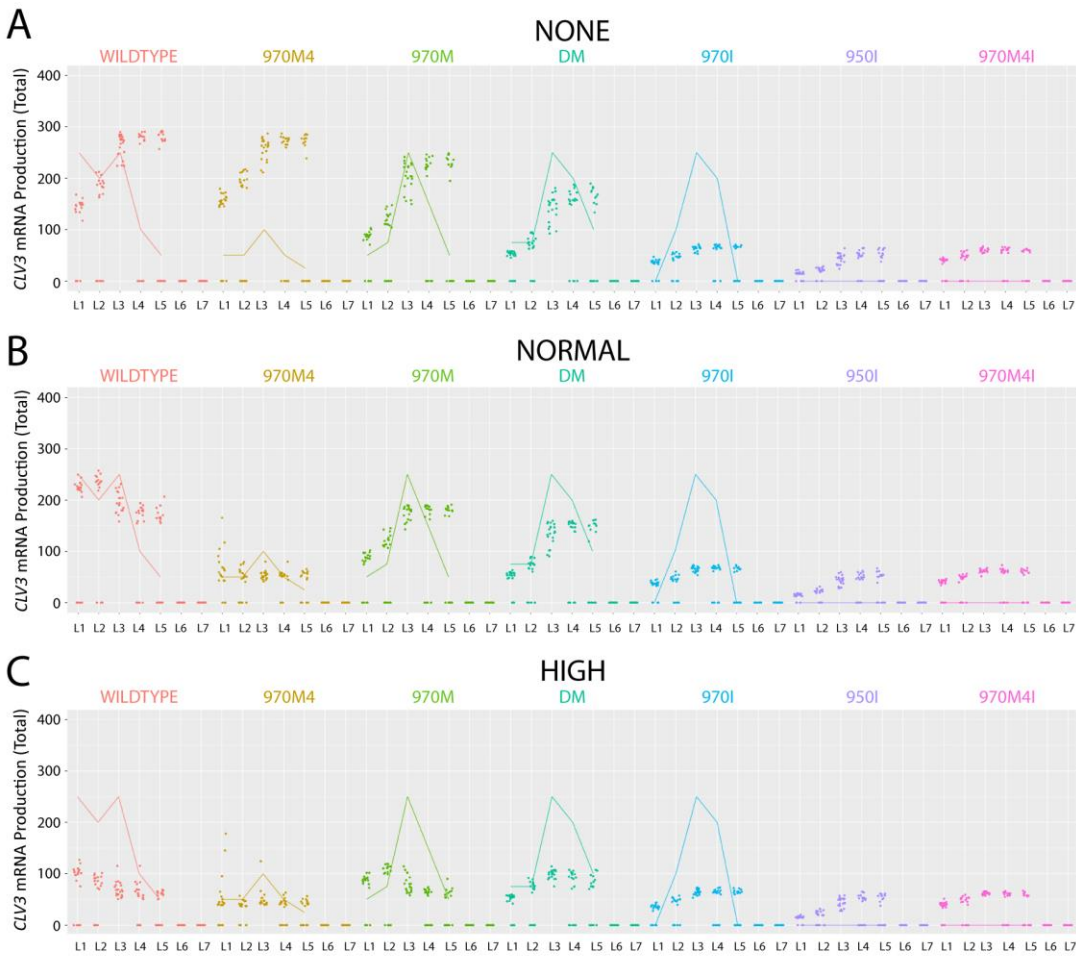 A
NONE
WILDTYPE 970M4 970M DM 970I 950I 970M4I
CLV3 mRNA Production (Total)
400
300
200
100
0
L1 L2 L3 L4 L5 L6 L7 L1 L2 L3 L4 L5 L6 L7 L1 L2 L3 L4 L5 L6 L7 L1 L2 L3 L4 L5 L6 L7 L1 L2 L3 L4 L5 L6 L7 L1 L2 L3 L4 L5 L6 L7 L1 L2 L3 L4 L5 L6 L7
B
NORMAL
WILDTYPE 970M4 970M DM 970I 950I 970M4I
CLV3 mRNA Production (Total)
400
300
200
100
0
L1 L2 L3 L4 L5 L6 L7 L1 L2 L3 L4 L5 L6 L7 L1 L2 L3 L4 L5 L6 L7 L1 L2 L3 L4 L5 L6 L7 L1 L2 L3 L4 L5 L6 L7 L1 L2 L3 L4 L5 L6 L7 L1 L2 L3 L4 L5 L6 L7
C
HIGH
WILDTYPE 970M4 970M DM 970I 950I 970M4I
CLV3 mRNA Production (Total)
400
300
200
100
0
L1 L2 L3 L4 L5 L6 L7 L1 L2 L3 L4 L5 L6 L7 L1 L2 L3 L4 L5 L6 L7 L1 L2 L3 L4 L5 L6 L7 L1 L2 L3 L4 L5 L6 L7 L1 L2 L3 L4 L5 L6 L7 L1 L2 L3 L4 L5 L6 L7